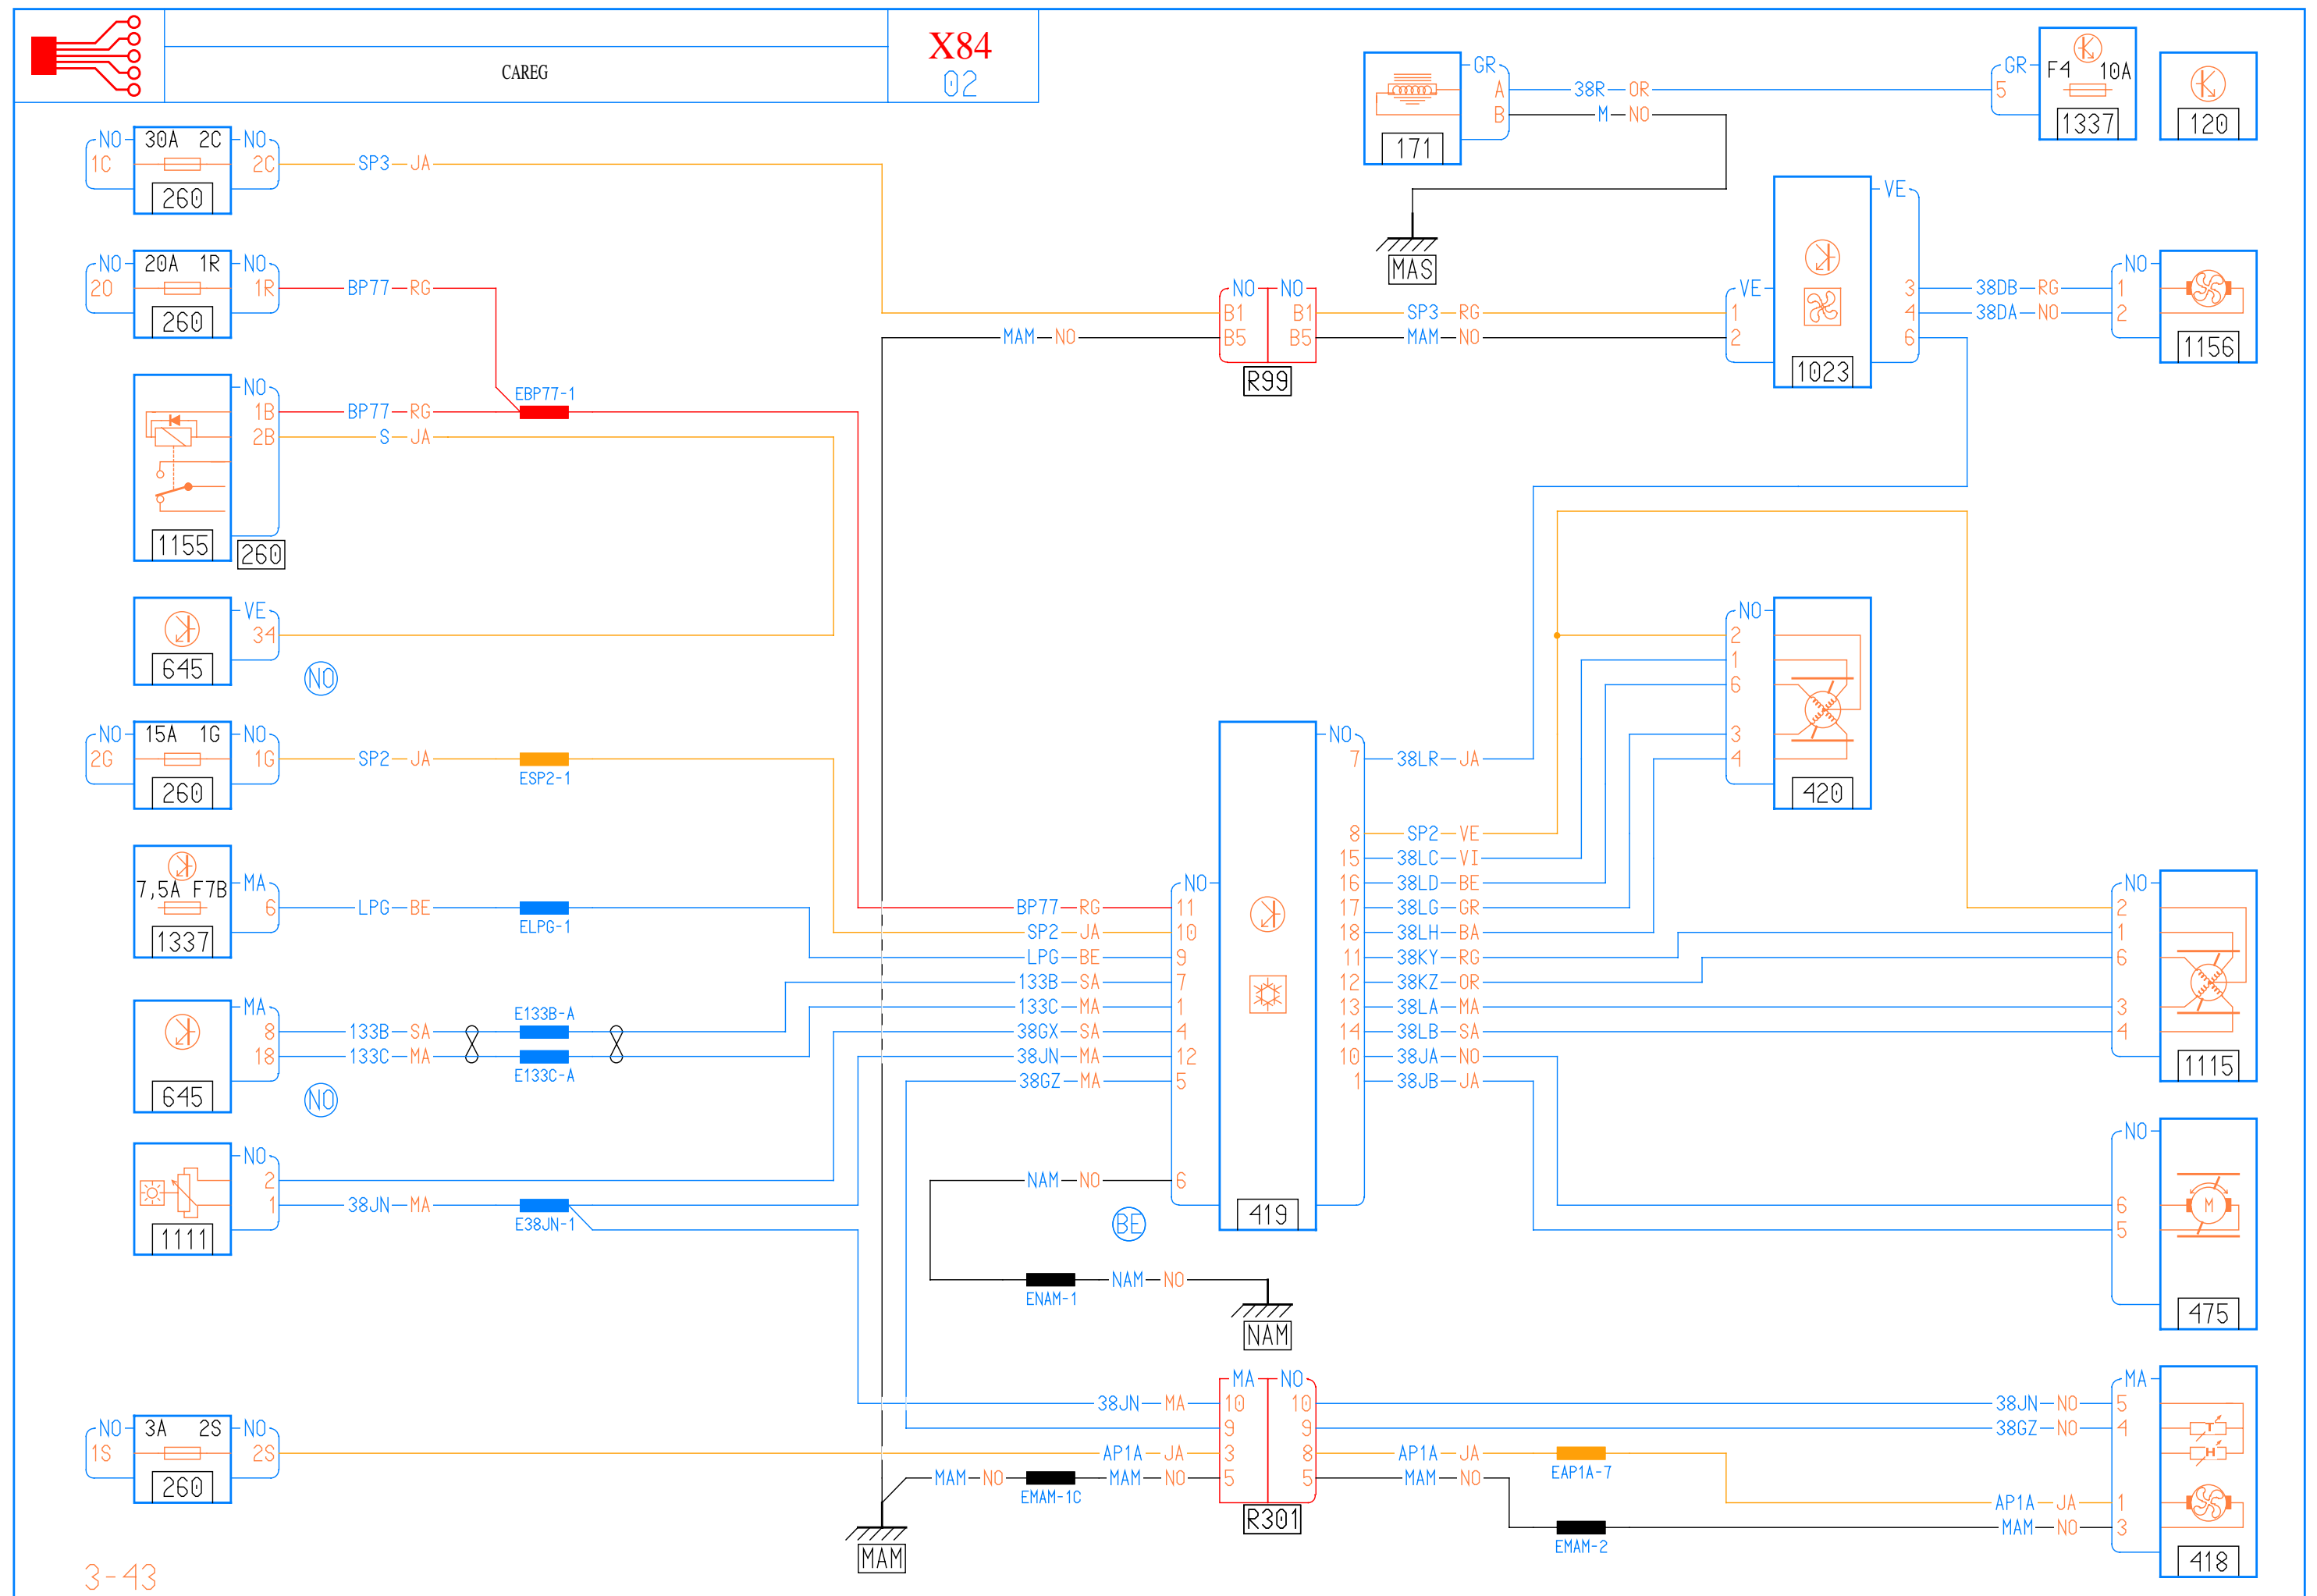 CAREG
X84
02
NO 30A 2C NO
1C 2C SP3 JA
260
NO 20A 1R NO
20 1R BP77 RG
260
NO
1B BP77 RG EBP77-1
2B S JA
1155 260
VE
34
645
NO
NO 15A 1G NO
2G 1G SP2 JA ESP2-1
260
7,5A F7B MA
6 LPG BE ELPG-1
1337
MA
8 133B SA E133B-A
18 133C MA E133C-A
645
NO
NO
2
1 38JN MA E38JN-1
1111
NO 3A 2S NO
1S 2S
260
3-43
GR
A 38R OR
B M NO
171
MAS
GR F4 10A
5
1337
120
MAM NO
NO NO
B1 B1 SP3 RG
B5 B5 MAM NO
R99
VE VE
1 3 38DB RG
2 4 38DA NO
6
1023
NO
1
2
1156
NO
2
1
6
3
4
420
NO
BP77 RG 11
SP2 JA 10
LPG BE 9
133B SA 7
133C MA 1
38GX SA 4
38JN MA 12
38GZ MA 5
NAM NO 6
BE
419
NO
7 38LR JA
8 SP2 VE
15 38LC VI
16 38LD BE
17 38LG GR
18 38LH BA
11 38KY RG
12 38KZ OR
13 38LA MA
14 38LB SA
10 38JA NO
1 38JB JA
NO
2
1
6
3
4
1115
NO
6
M
5
475
ENAM-1 NAM NO
NAM
MA NO
38JN MA 10 10 38JN NO
9 9 38GZ NO
AP1A JA 3 8 AP1A JA EAP1A-7 AP1A JA
MAM NO EMAM-1C MAM NO 5 5 MAM NO EMAM-2 MAM NO
R301
MAM
MA
5
4
T
H
1
3
418